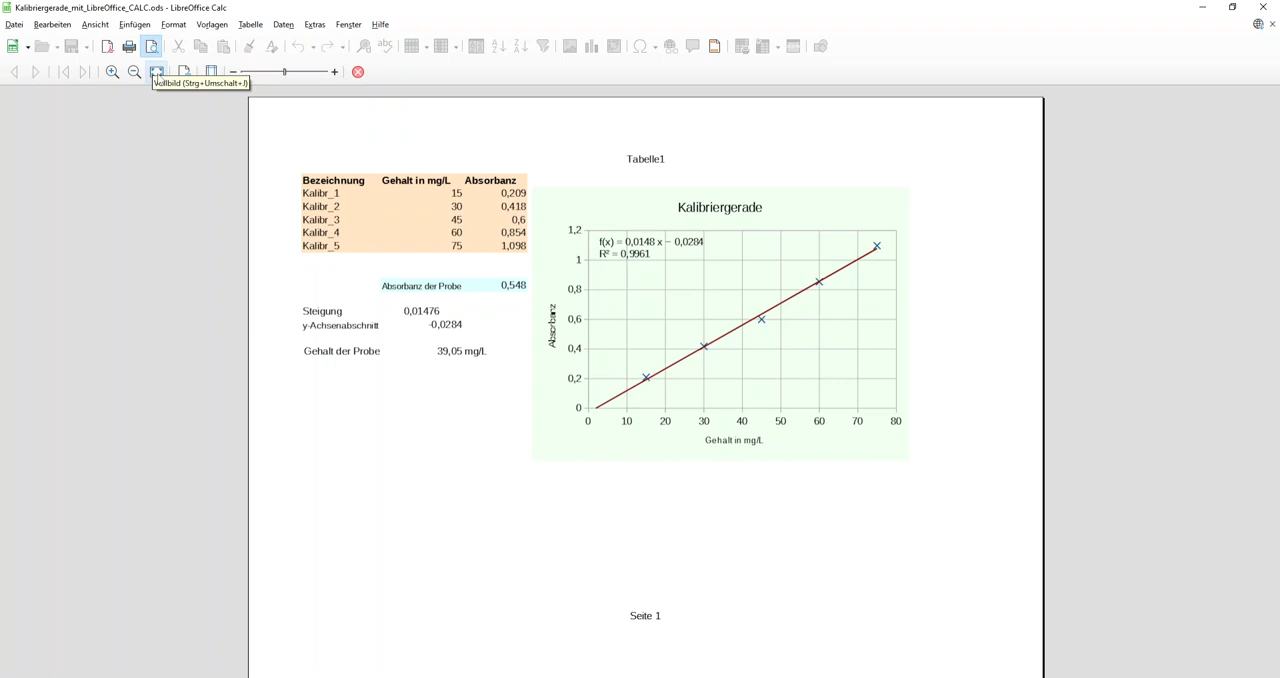 Kalibriergerade_mit_LibreOffice_CALC.ods - LibreOffice Calc
Datei Bearbeiten Ansicht Einfügen Format Vorlagen Tabelle Daten Extras Fenster Hilfe
Vollbild (Strg+Umschalt+J)
Tabelle1
Bezeichnung Gehalt in mg/L Absorbanz
Kalibr_1 15 0,209
Kalibr_2 30 0,418
Kalibr_3 45 0,6
Kalibr_4 60 0,854
Kalibr_5 75 1,098
Absorbanz der Probe 0,548
Steigung 0,01476
y-Achsenabschnitt -0,0284
Gehalt der Probe 39,05 mg/L
Kalibriergerade
f(x) = 0,0148 x − 0,0284
R² = 0,9961
1,2
1
0,8
0,6
0,4
0,2
0
Absorbanz
0 10 20 30 40 50 60 70 80
Gehalt in mg/L
Seite 1